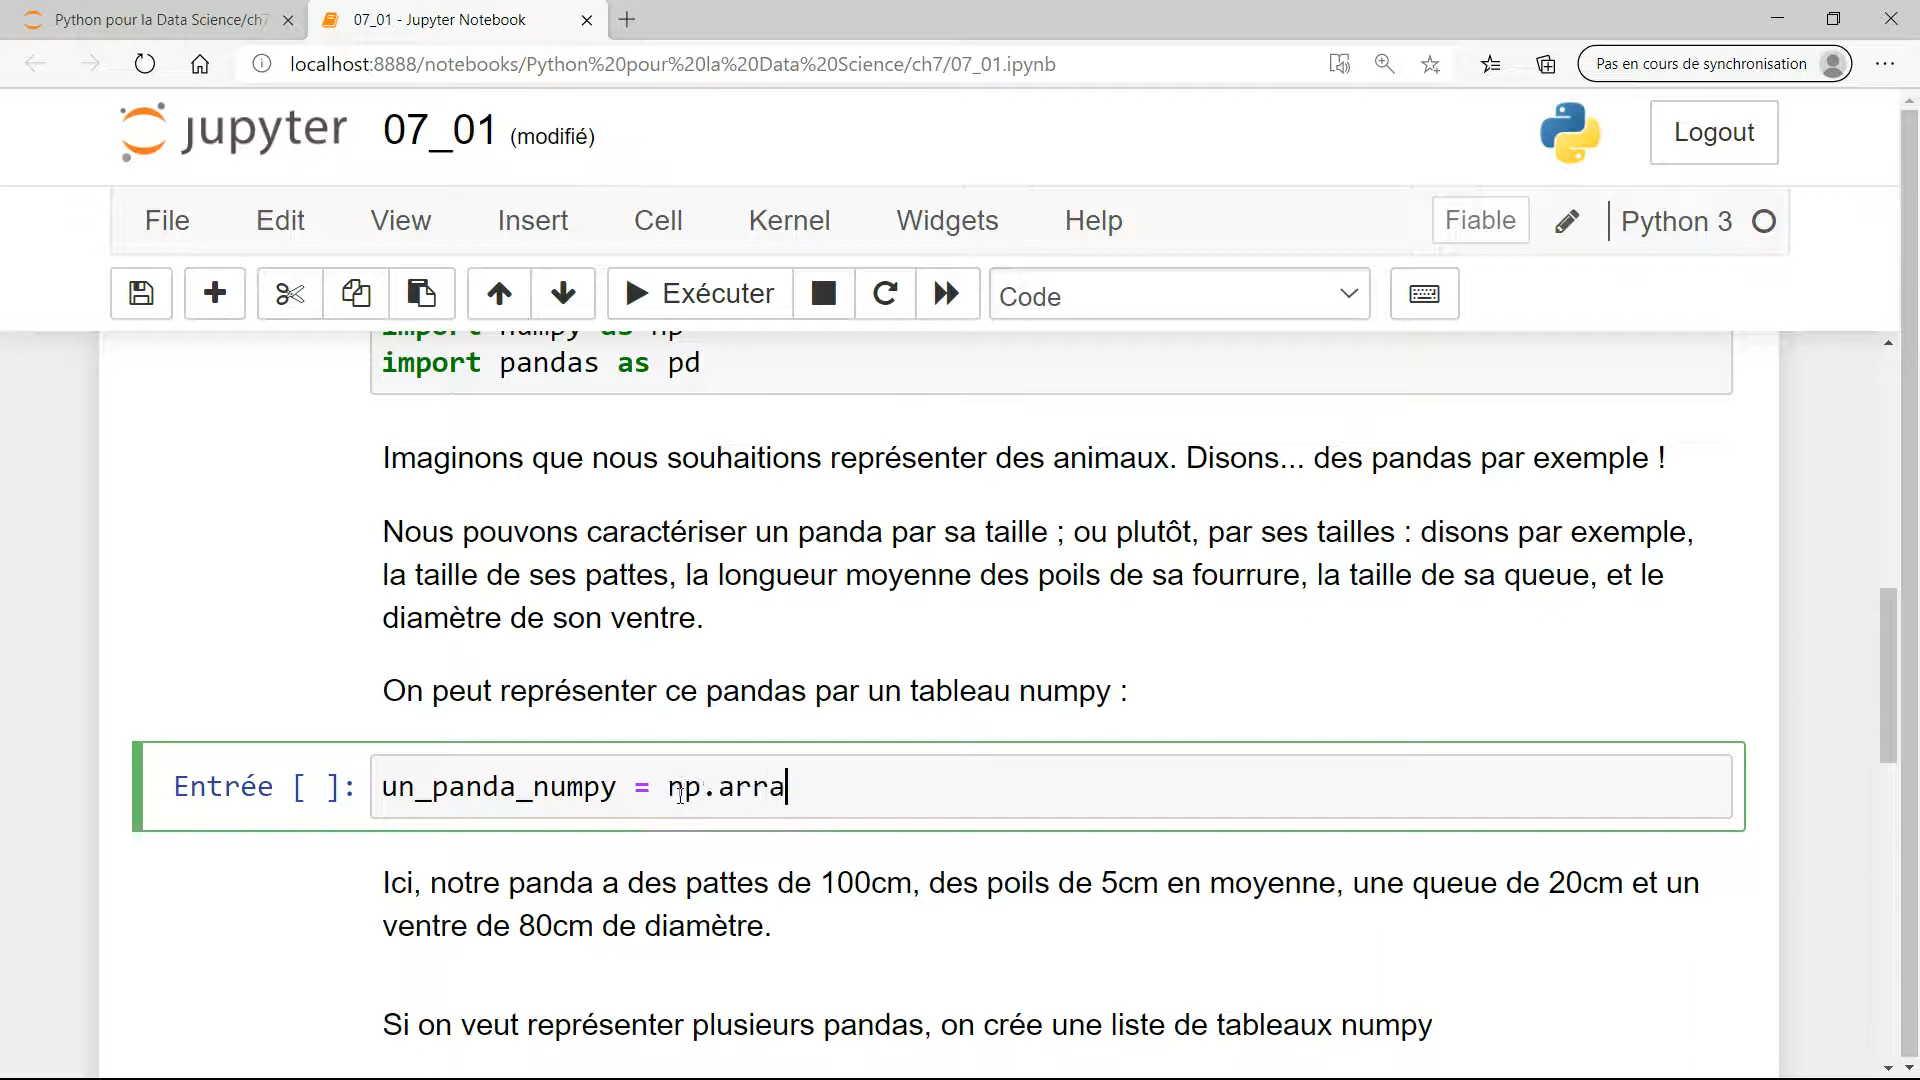 Python pour la Data Science/ch7
07_01 - Jupyter Notebook
localhost:8888/notebooks/Python%20pour%20la%20Data%20Science/ch7/07_01.ipynb
Pas en cours de synchronisation
jupyter 07_01 (modifié)
Logout
File Edit View Insert Cell Kernel Widgets Help
Fiable
Python 3
Exécuter
Code
import numpy as np
import pandas as pd
Imaginons que nous souhaitions représenter des animaux. Disons... des pandas par exemple !
Nous pouvons caractériser un panda par sa taille ; ou plutôt, par ses tailles : disons par exemple,
la taille de ses pattes, la longueur moyenne des poils de sa fourrure, la taille de sa queue, et le
diamètre de son ventre.
On peut représenter ce pandas par un tableau numpy :
Entrée [ ]: un_panda_numpy = np.arra
Ici, notre panda a des pattes de 100cm, des poils de 5cm en moyenne, une queue de 20cm et un
ventre de 80cm de diamètre.
Si on veut représenter plusieurs pandas, on crée une liste de tableaux numpy